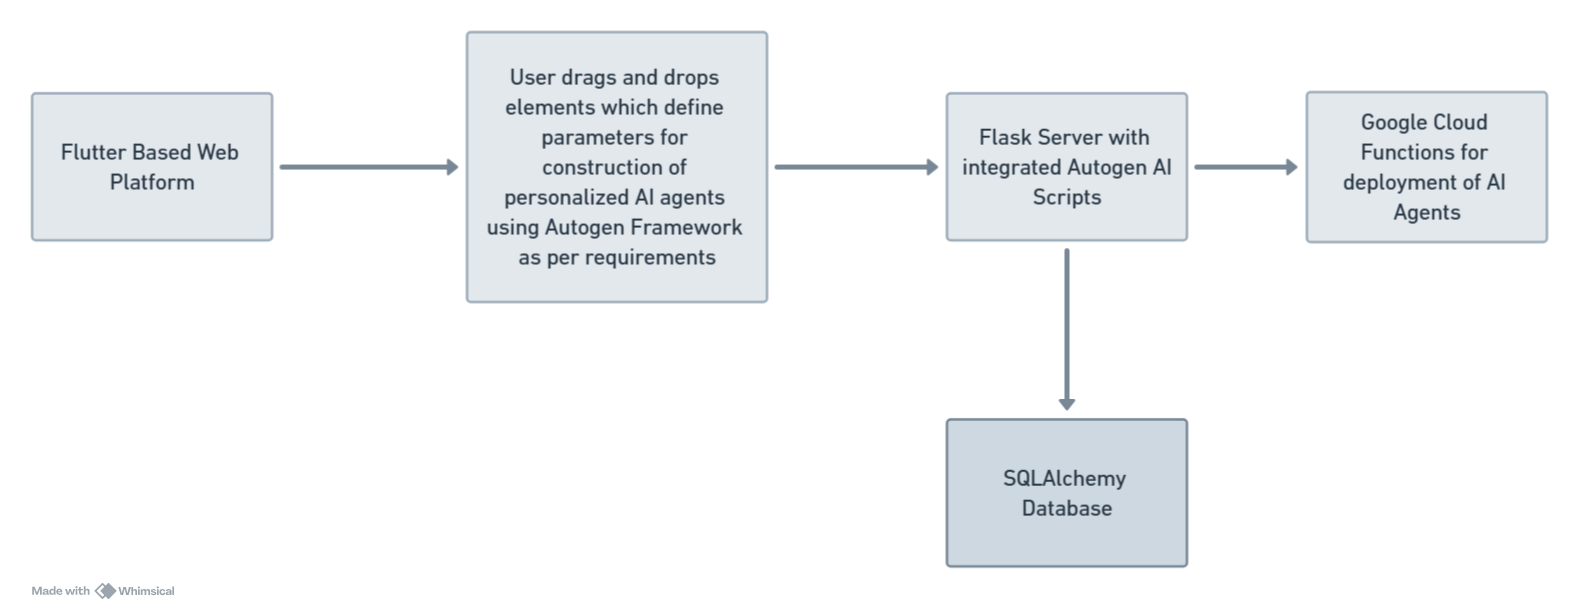 Flutter Based Web
Platform
User drags and drops
elements which define
parameters for
construction of
personalized AI agents
using Autogen Framework
as per requirements
Flask Server with
integrated Autogen AI
Scripts
Google Cloud
Functions for
deployment of AI
Agents
SQLAlchemy
Database
Made with Whimsical